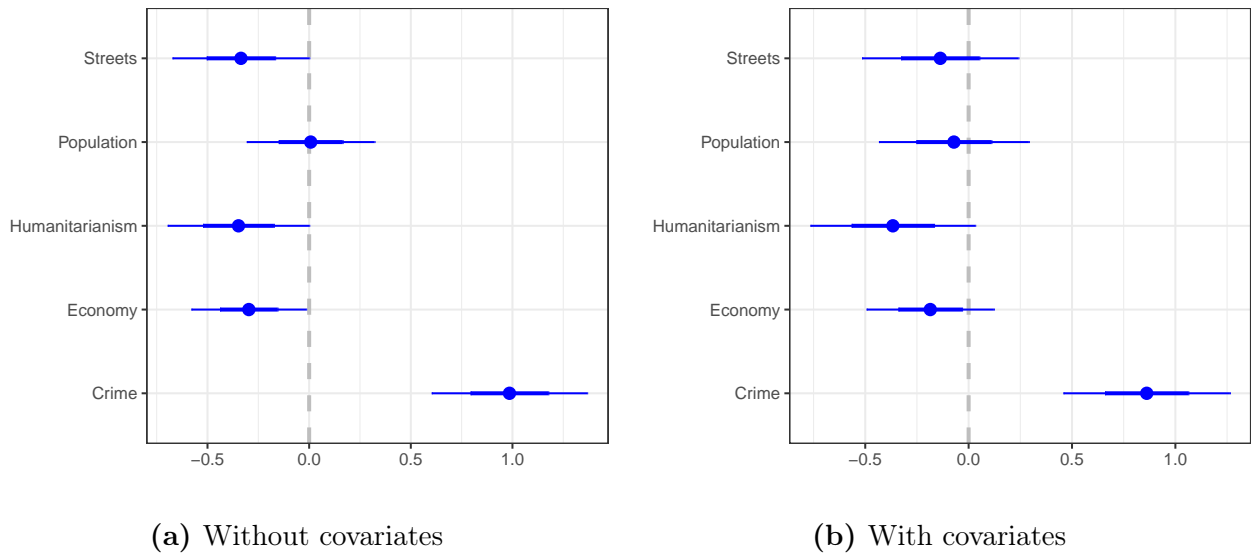 Streets
Population
Humanitarianism
Economy
Crime
−0.5 0.0 0.5 1.0
(a) Without covariates
Streets
Population
Humanitarianism
Economy
Crime
−0.5 0.0 0.5 1.0
(b) With covariates